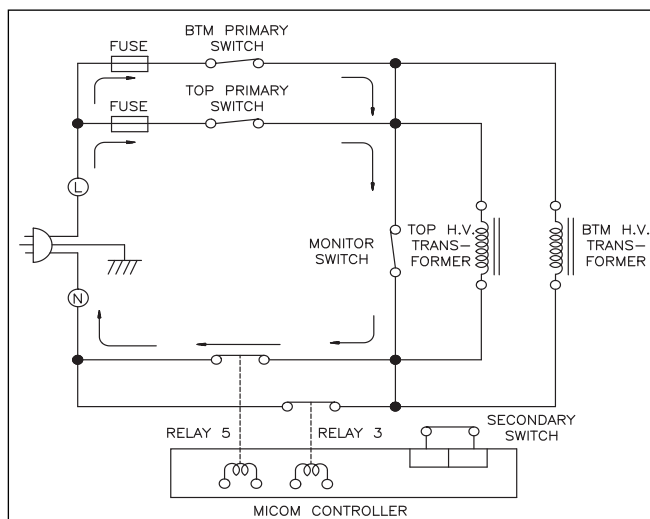 BTM PRIMARY
SWITCH
FUSE
TOP PRIMARY
SWITCH
FUSE
L
MONITOR
SWITCH
TOP H.V.
TRANS-
FORMER
BTM H.V.
TRANS-
FORMER
N
SECONDARY
SWITCH
RELAY 5
RELAY 3
MICOM CONTROLLER